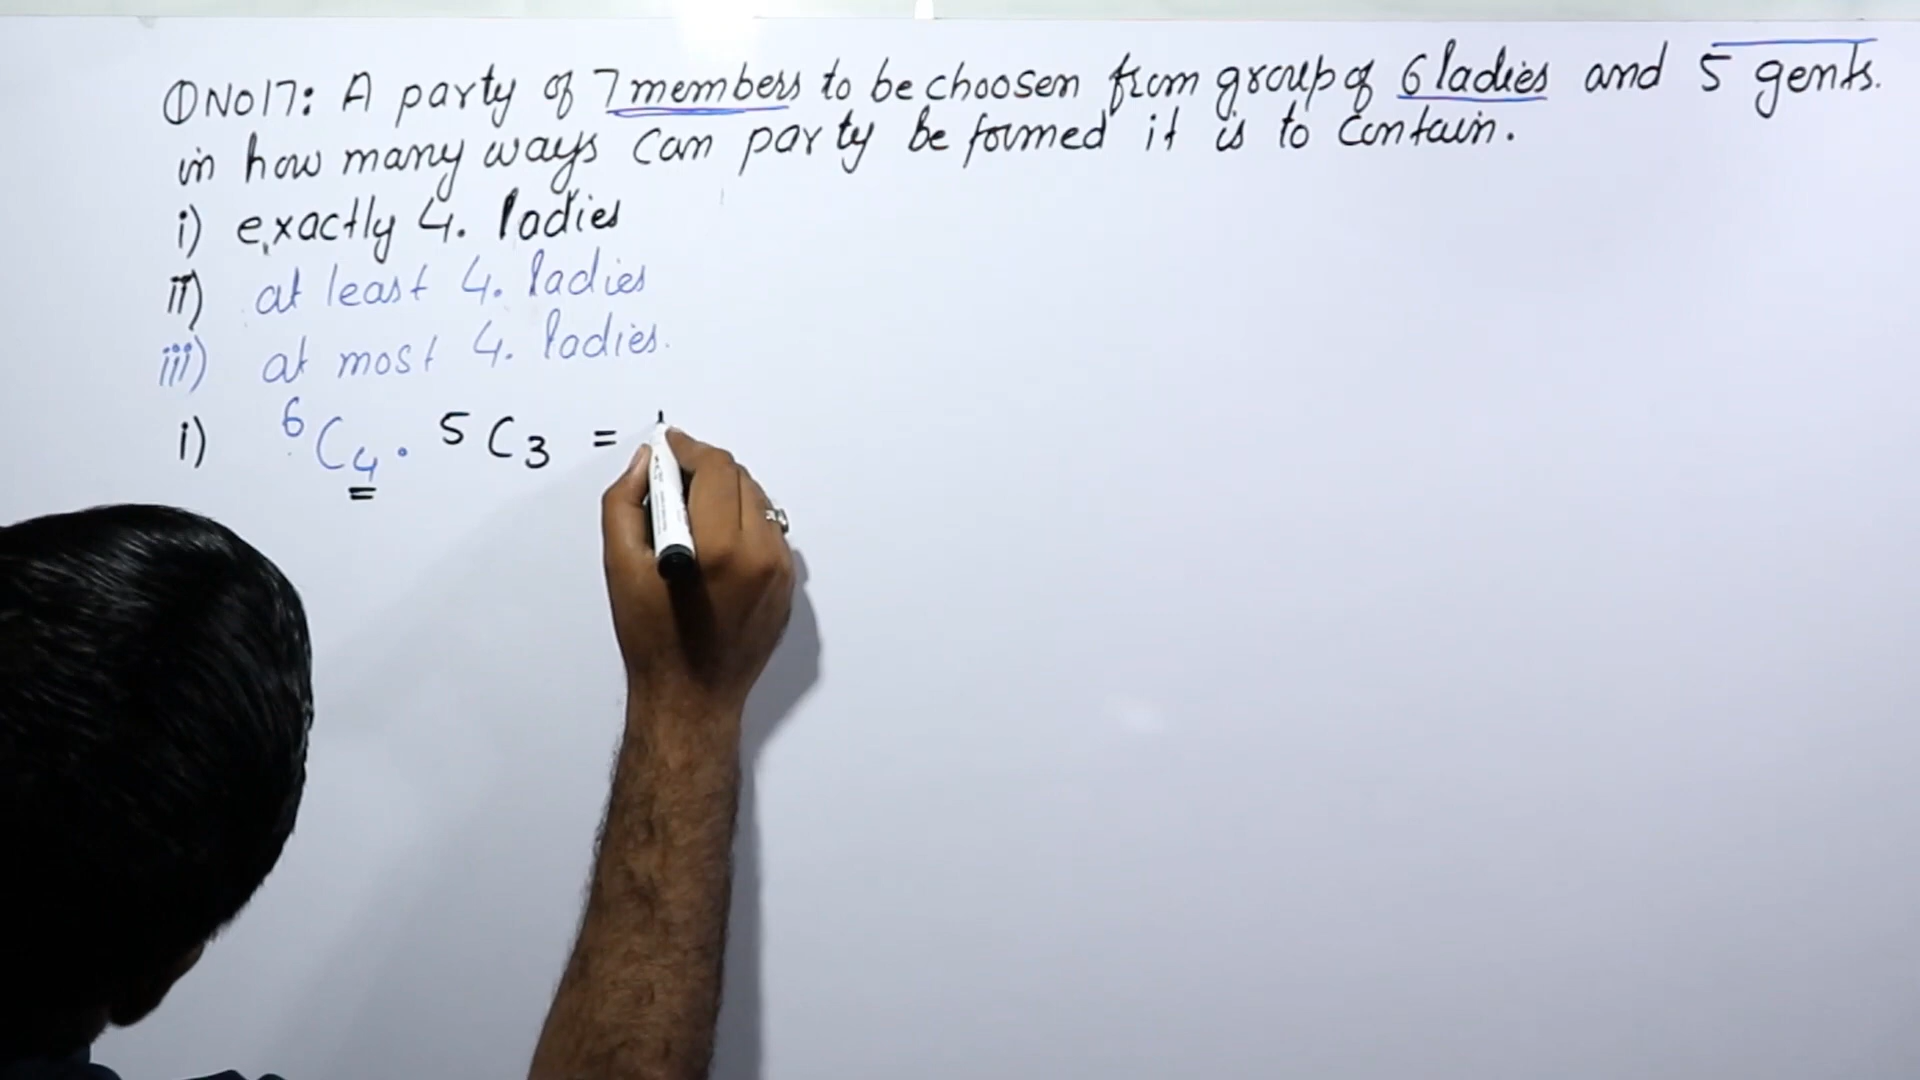 QNO17: A party of 7 members to be choosen from group of 6 ladies and 5 gents.
in how many ways can party be formed if is to contain.
i) exactly 4. ladies
ii) at least 4. ladies
iii) at most 4. ladies.
i) ⁶C₄ · ⁵C₃ =